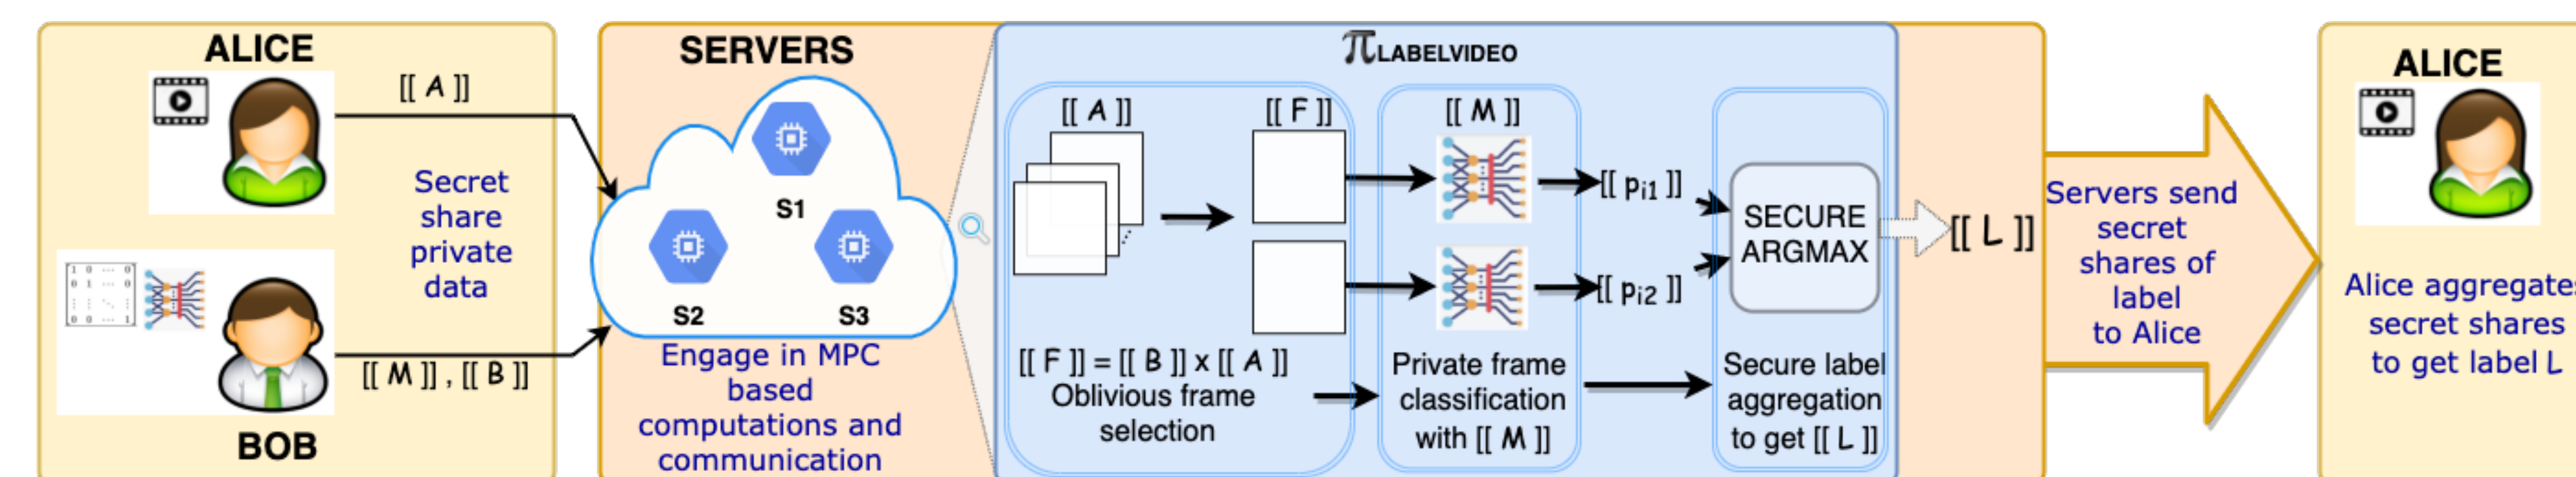 ALICE
[[ A ]]
Secret
share
private
data
[[ M ]] , [[ B ]]
BOB
SERVERS
S1
S2
S3
Engage in MPC
based
computations and
communication
πLABELVIDEO
[[ A ]]
[[ F ]]
[[ F ]] = [[ B ]] x [[ A ]]
Oblivious frame
selection
[[ M ]]
Private frame
classification
with [[ M ]]
[[ pi1 ]]
[[ pi2 ]]
SECURE
ARGMAX
Secure label
aggregation
to get [[ L ]]
[[ L ]]
Servers send
secret
shares of
label
to Alice
ALICE
Alice aggregates
secret shares
to get label L